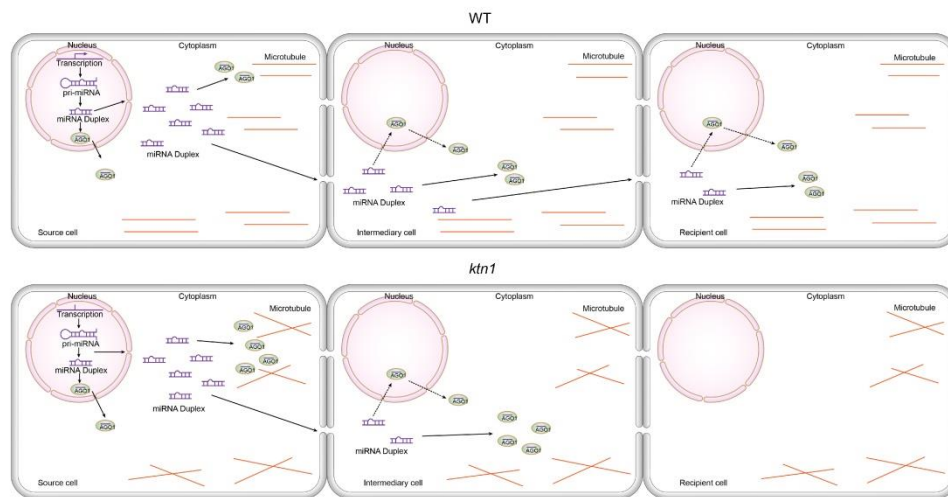 WT
Nucleus
Cytoplasm
Transcription
pri-miRNA
miRNA Duplex
AGO1
AGO1
AGO1
AGO1
miRNA Duplex
Microtubule
Source cell
Nucleus
Cytoplasm
Microtubule
AGO1
AGO1
AGO1
AGO1
miRNA Duplex
Intermediary cell
Nucleus
Cytoplasm
Microtubule
AGO1
AGO1
AGO1
AGO1
miRNA Duplex
Recipient cell
ktn1
Nucleus
Cytoplasm
Transcription
pri-miRNA
miRNA Duplex
AGO1
AGO1
Microtubule
AGO1
AGO1
AGO1
AGO1
AGO1
miRNA Duplex
Source cell
Nucleus
Cytoplasm
Microtubule
AGO1
AGO1
AGO1
AGO1
AGO1
AGO1
miRNA Duplex
Intermediary cell
Nucleus
Cytoplasm
Microtubule
Recipient cell